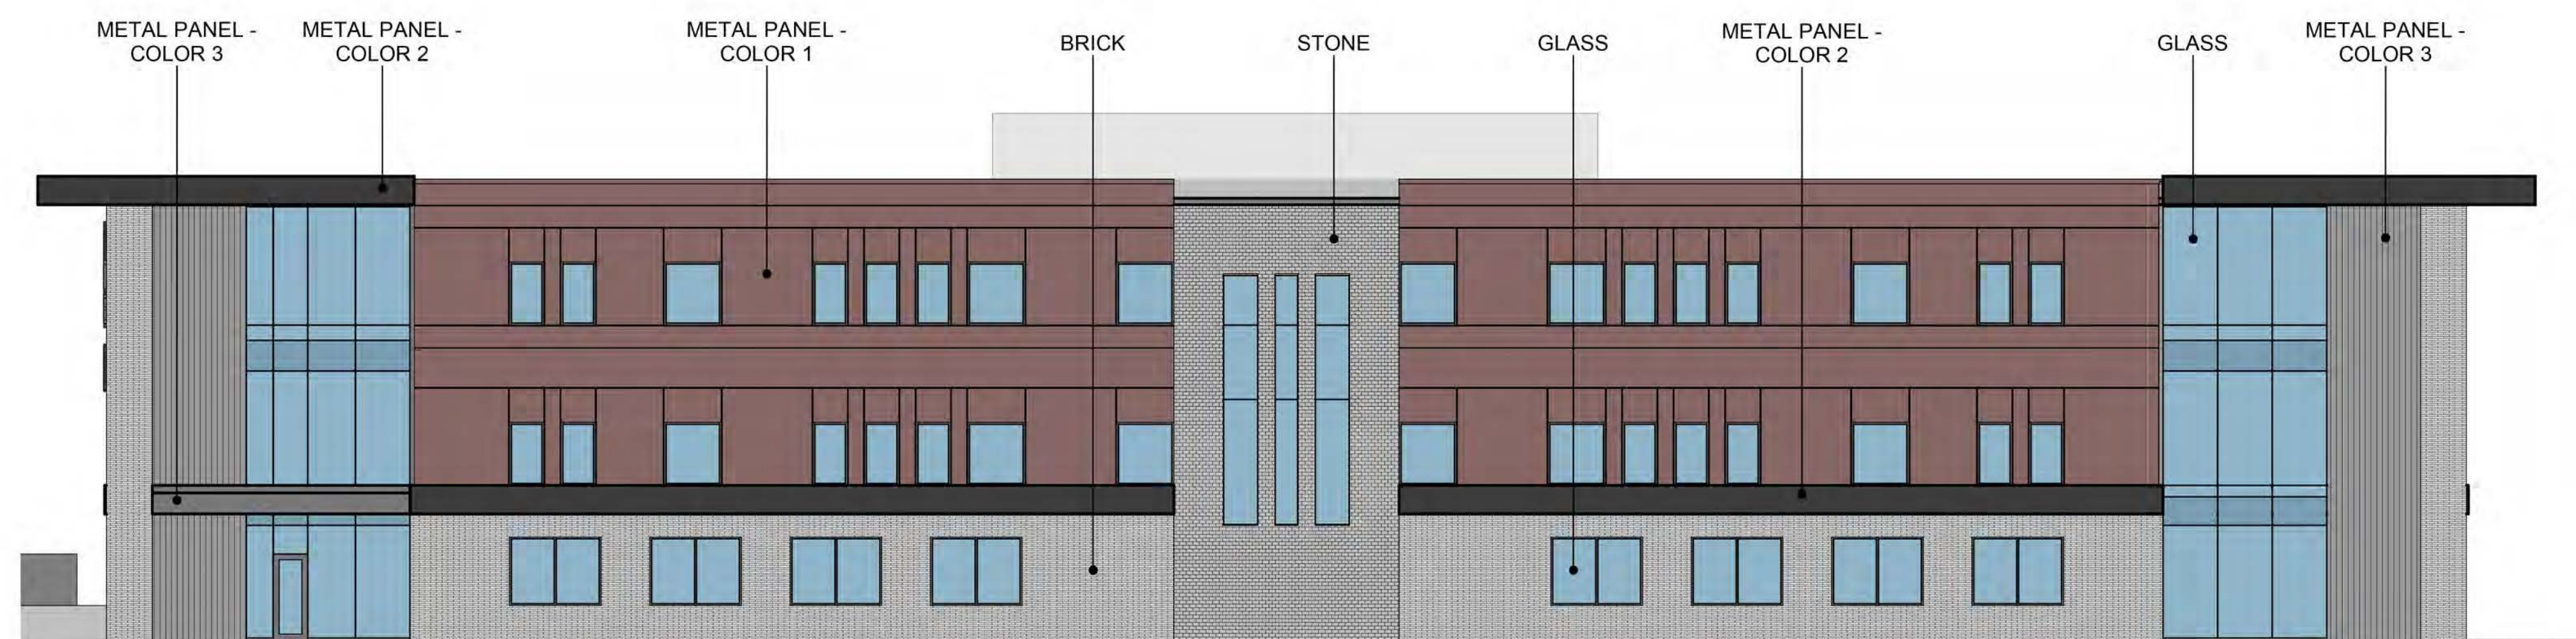 METAL PANEL -
COLOR 3
METAL PANEL -
COLOR 2
METAL PANEL -
COLOR 1
BRICK
STONE
GLASS
METAL PANEL -
COLOR 2
GLASS
METAL PANEL -
COLOR 3